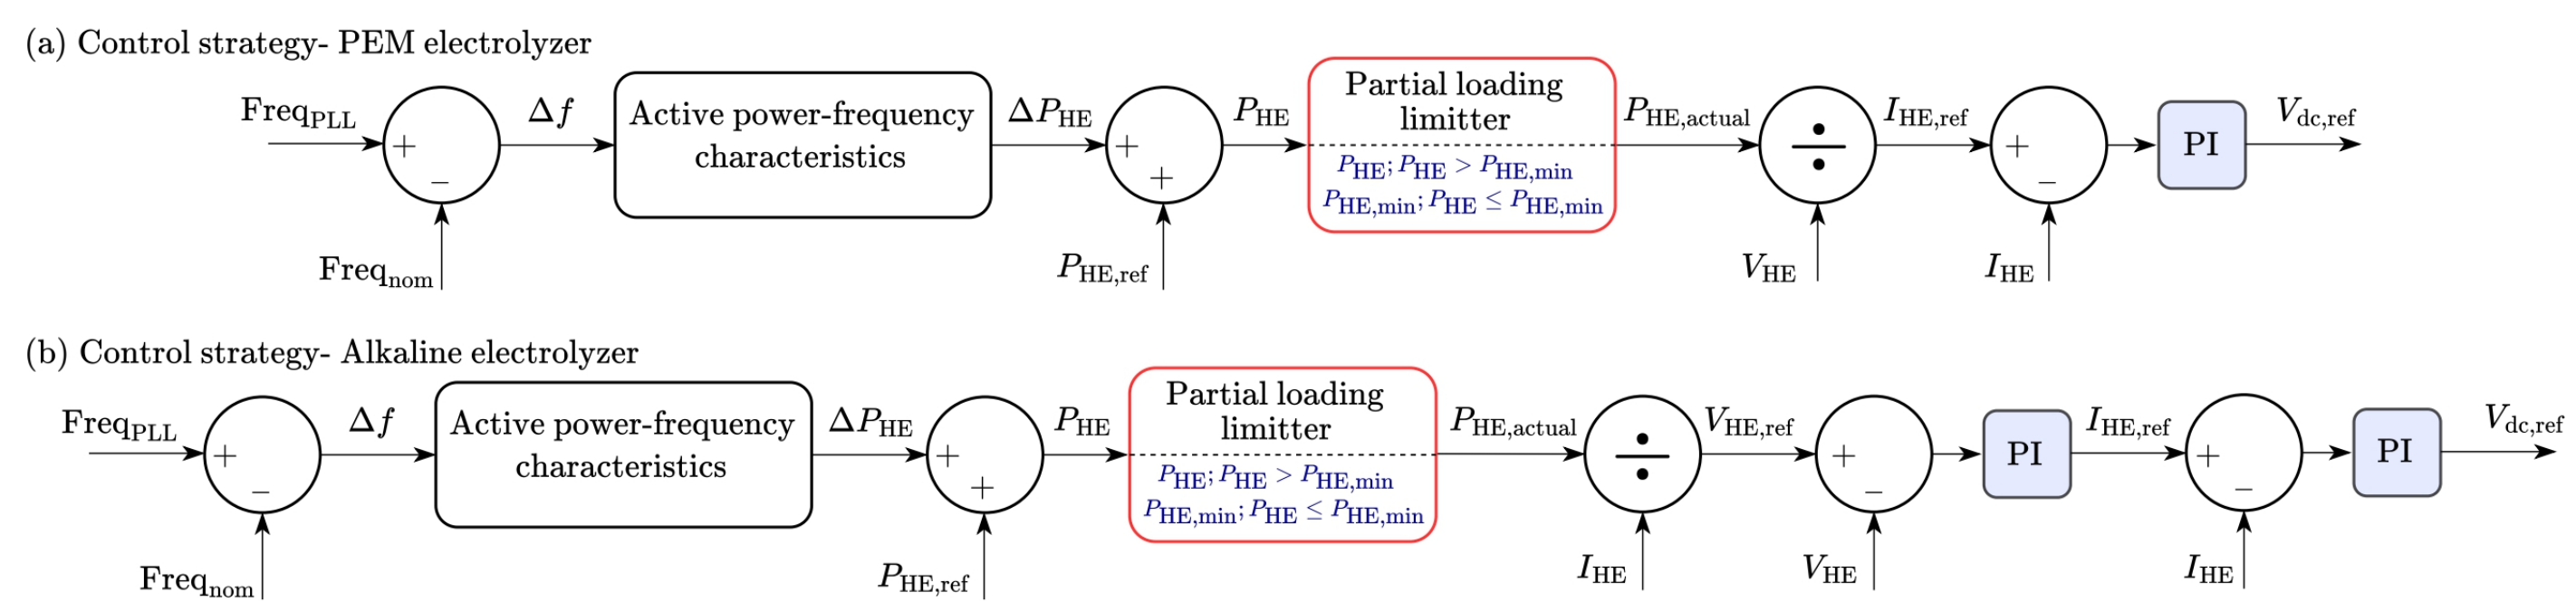 (a) Control strategy- PEM electrolyzer
Freq_PLL
+
−
Freq_nom
Δf
Active power-frequency
characteristics
ΔP_HE
+
+
P_HE,ref
P_HE
Partial loading
limitter
P_HE; P_HE > P_HE,min
P_HE,min; P_HE ≤ P_HE,min
P_HE,actual
÷
V_HE
I_HE,ref
+
−
I_HE
PI
V_dc,ref
(b) Control strategy- Alkaline electrolyzer
Freq_PLL
+
−
Freq_nom
Δf
Active power-frequency
characteristics
ΔP_HE
+
+
P_HE,ref
P_HE
Partial loading
limitter
P_HE; P_HE > P_HE,min
P_HE,min; P_HE ≤ P_HE,min
P_HE,actual
÷
I_HE
V_HE,ref
+
−
V_HE
PI
I_HE,ref
+
−
I_HE
PI
V_dc,ref